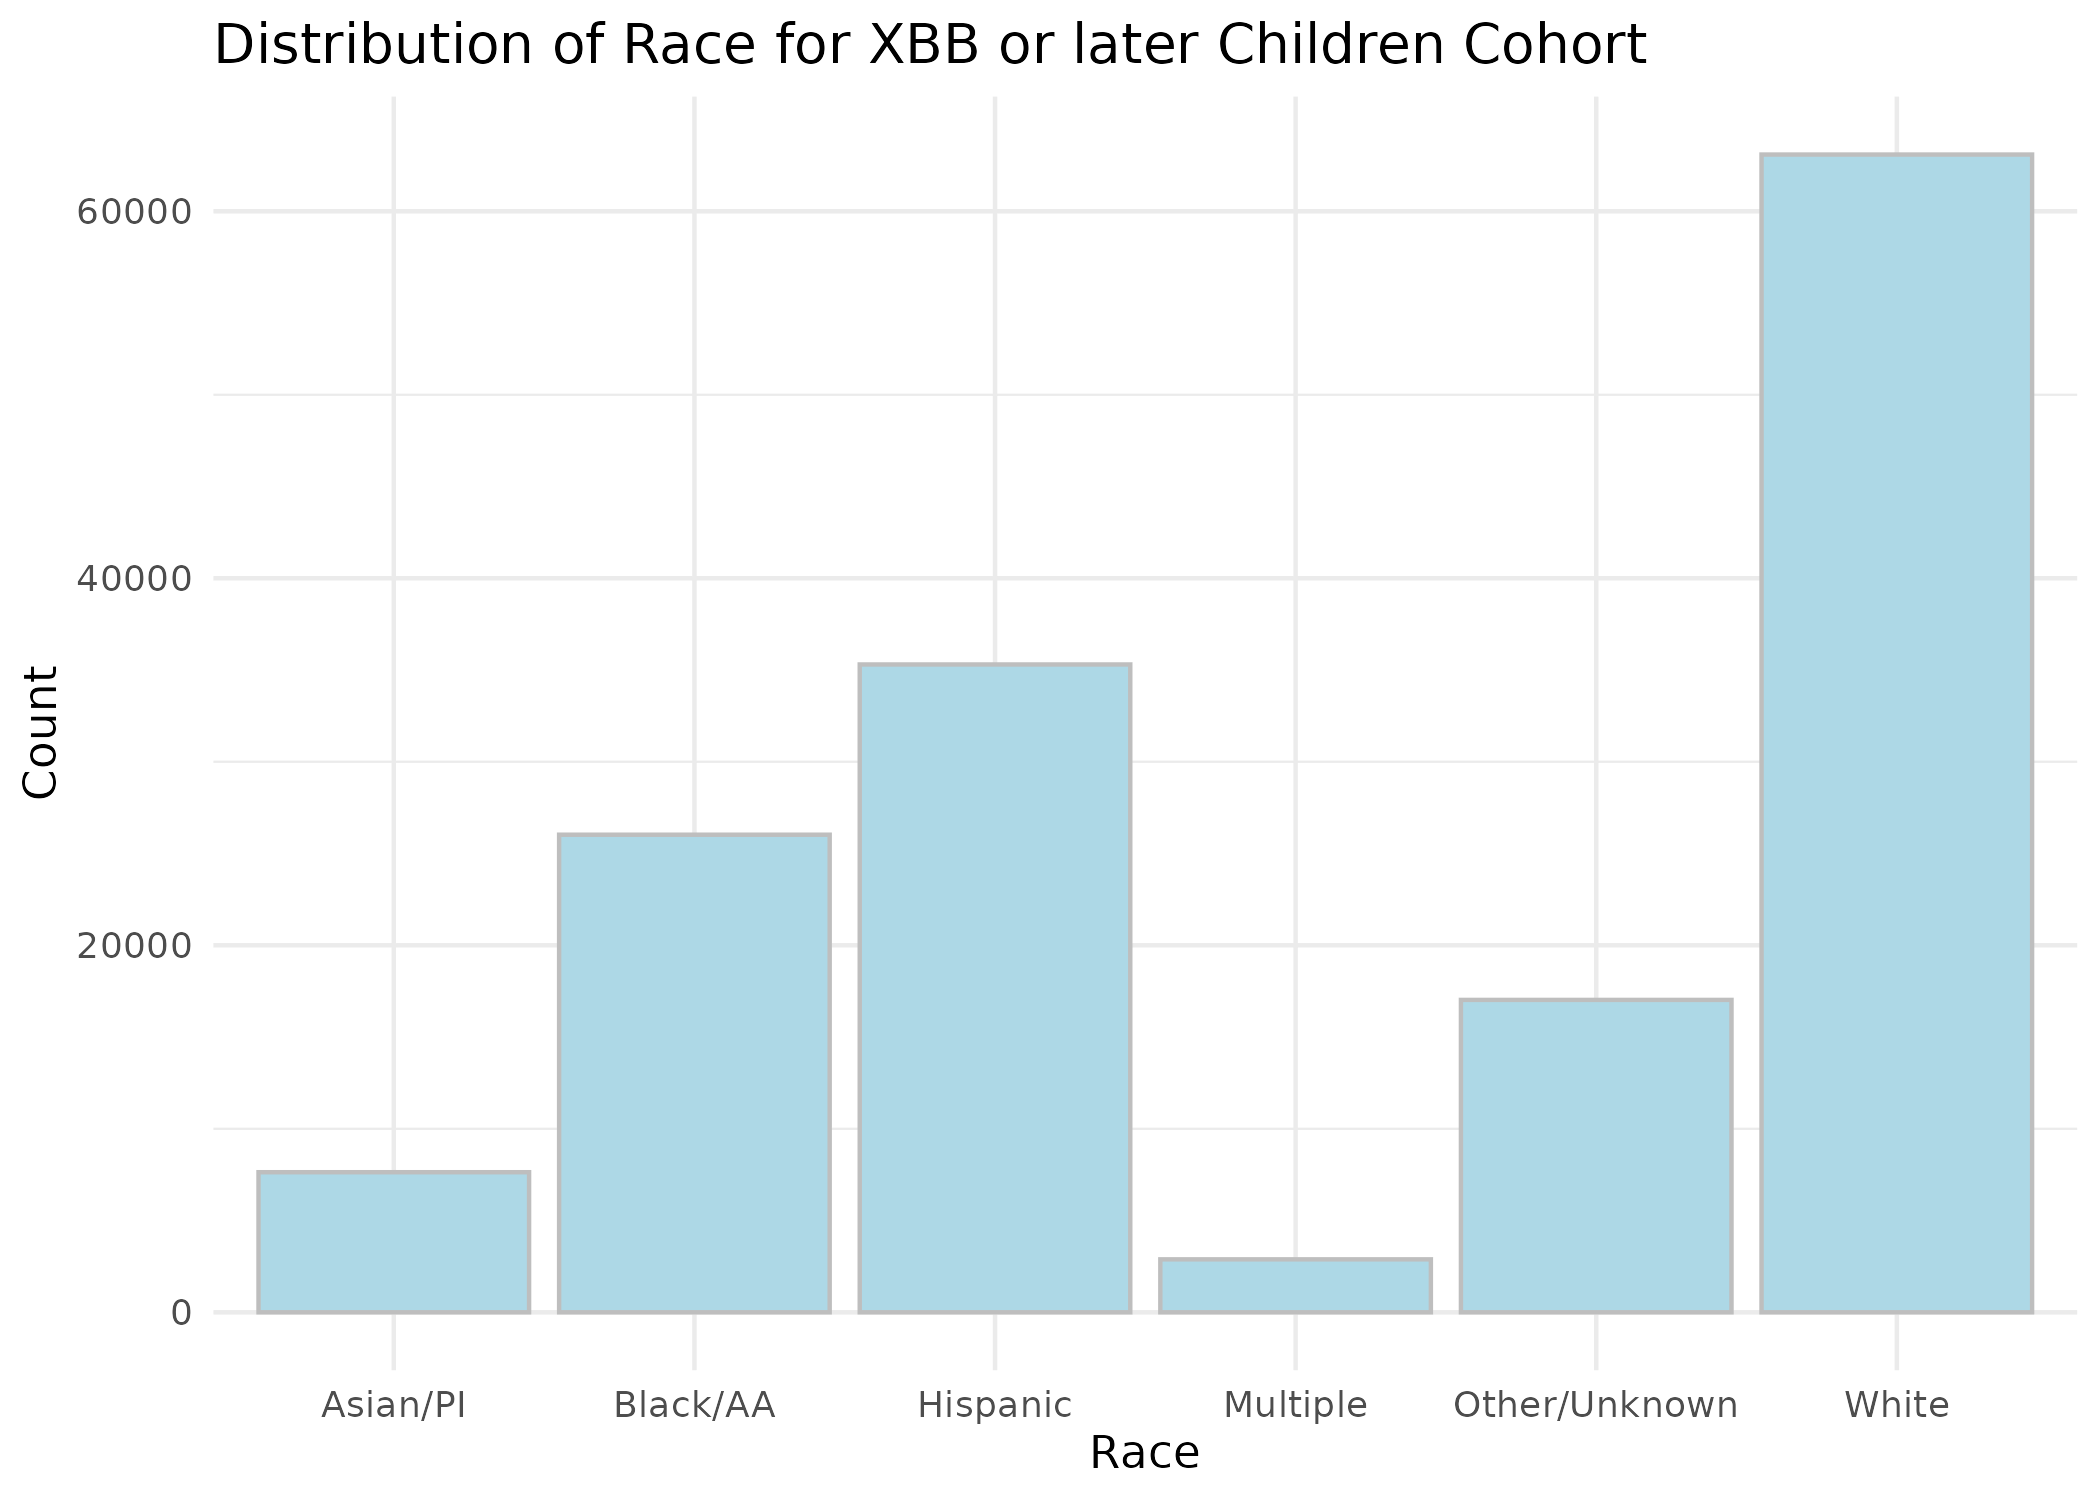 Distribution of Race for XBB or later Children Cohort
60000
40000
20000
0
Count
Asian/PI Black/AA Hispanic Multiple Other/Unknown White
Race